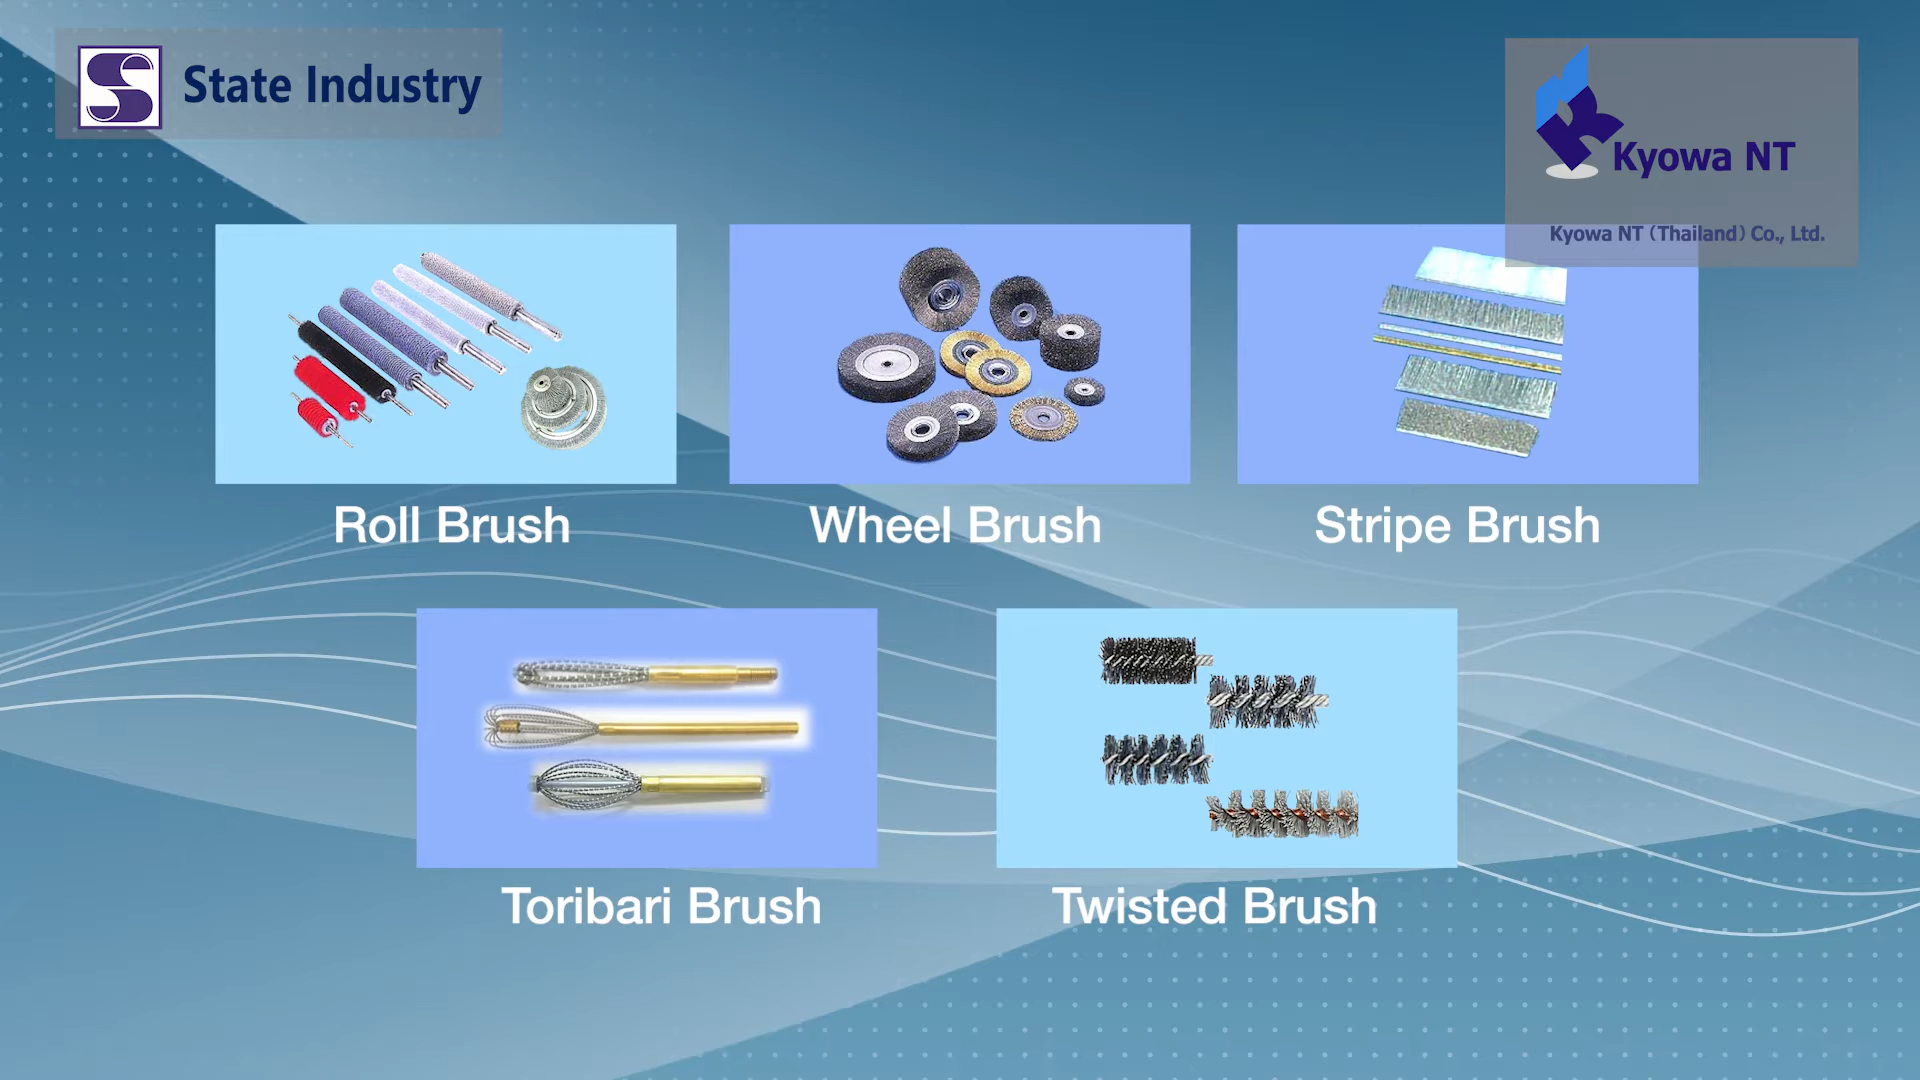 State Industry
Kyowa NT
Kyowa NT (Thailand) Co., Ltd.
Roll Brush
Wheel Brush
Stripe Brush
Toribari Brush
Twisted Brush